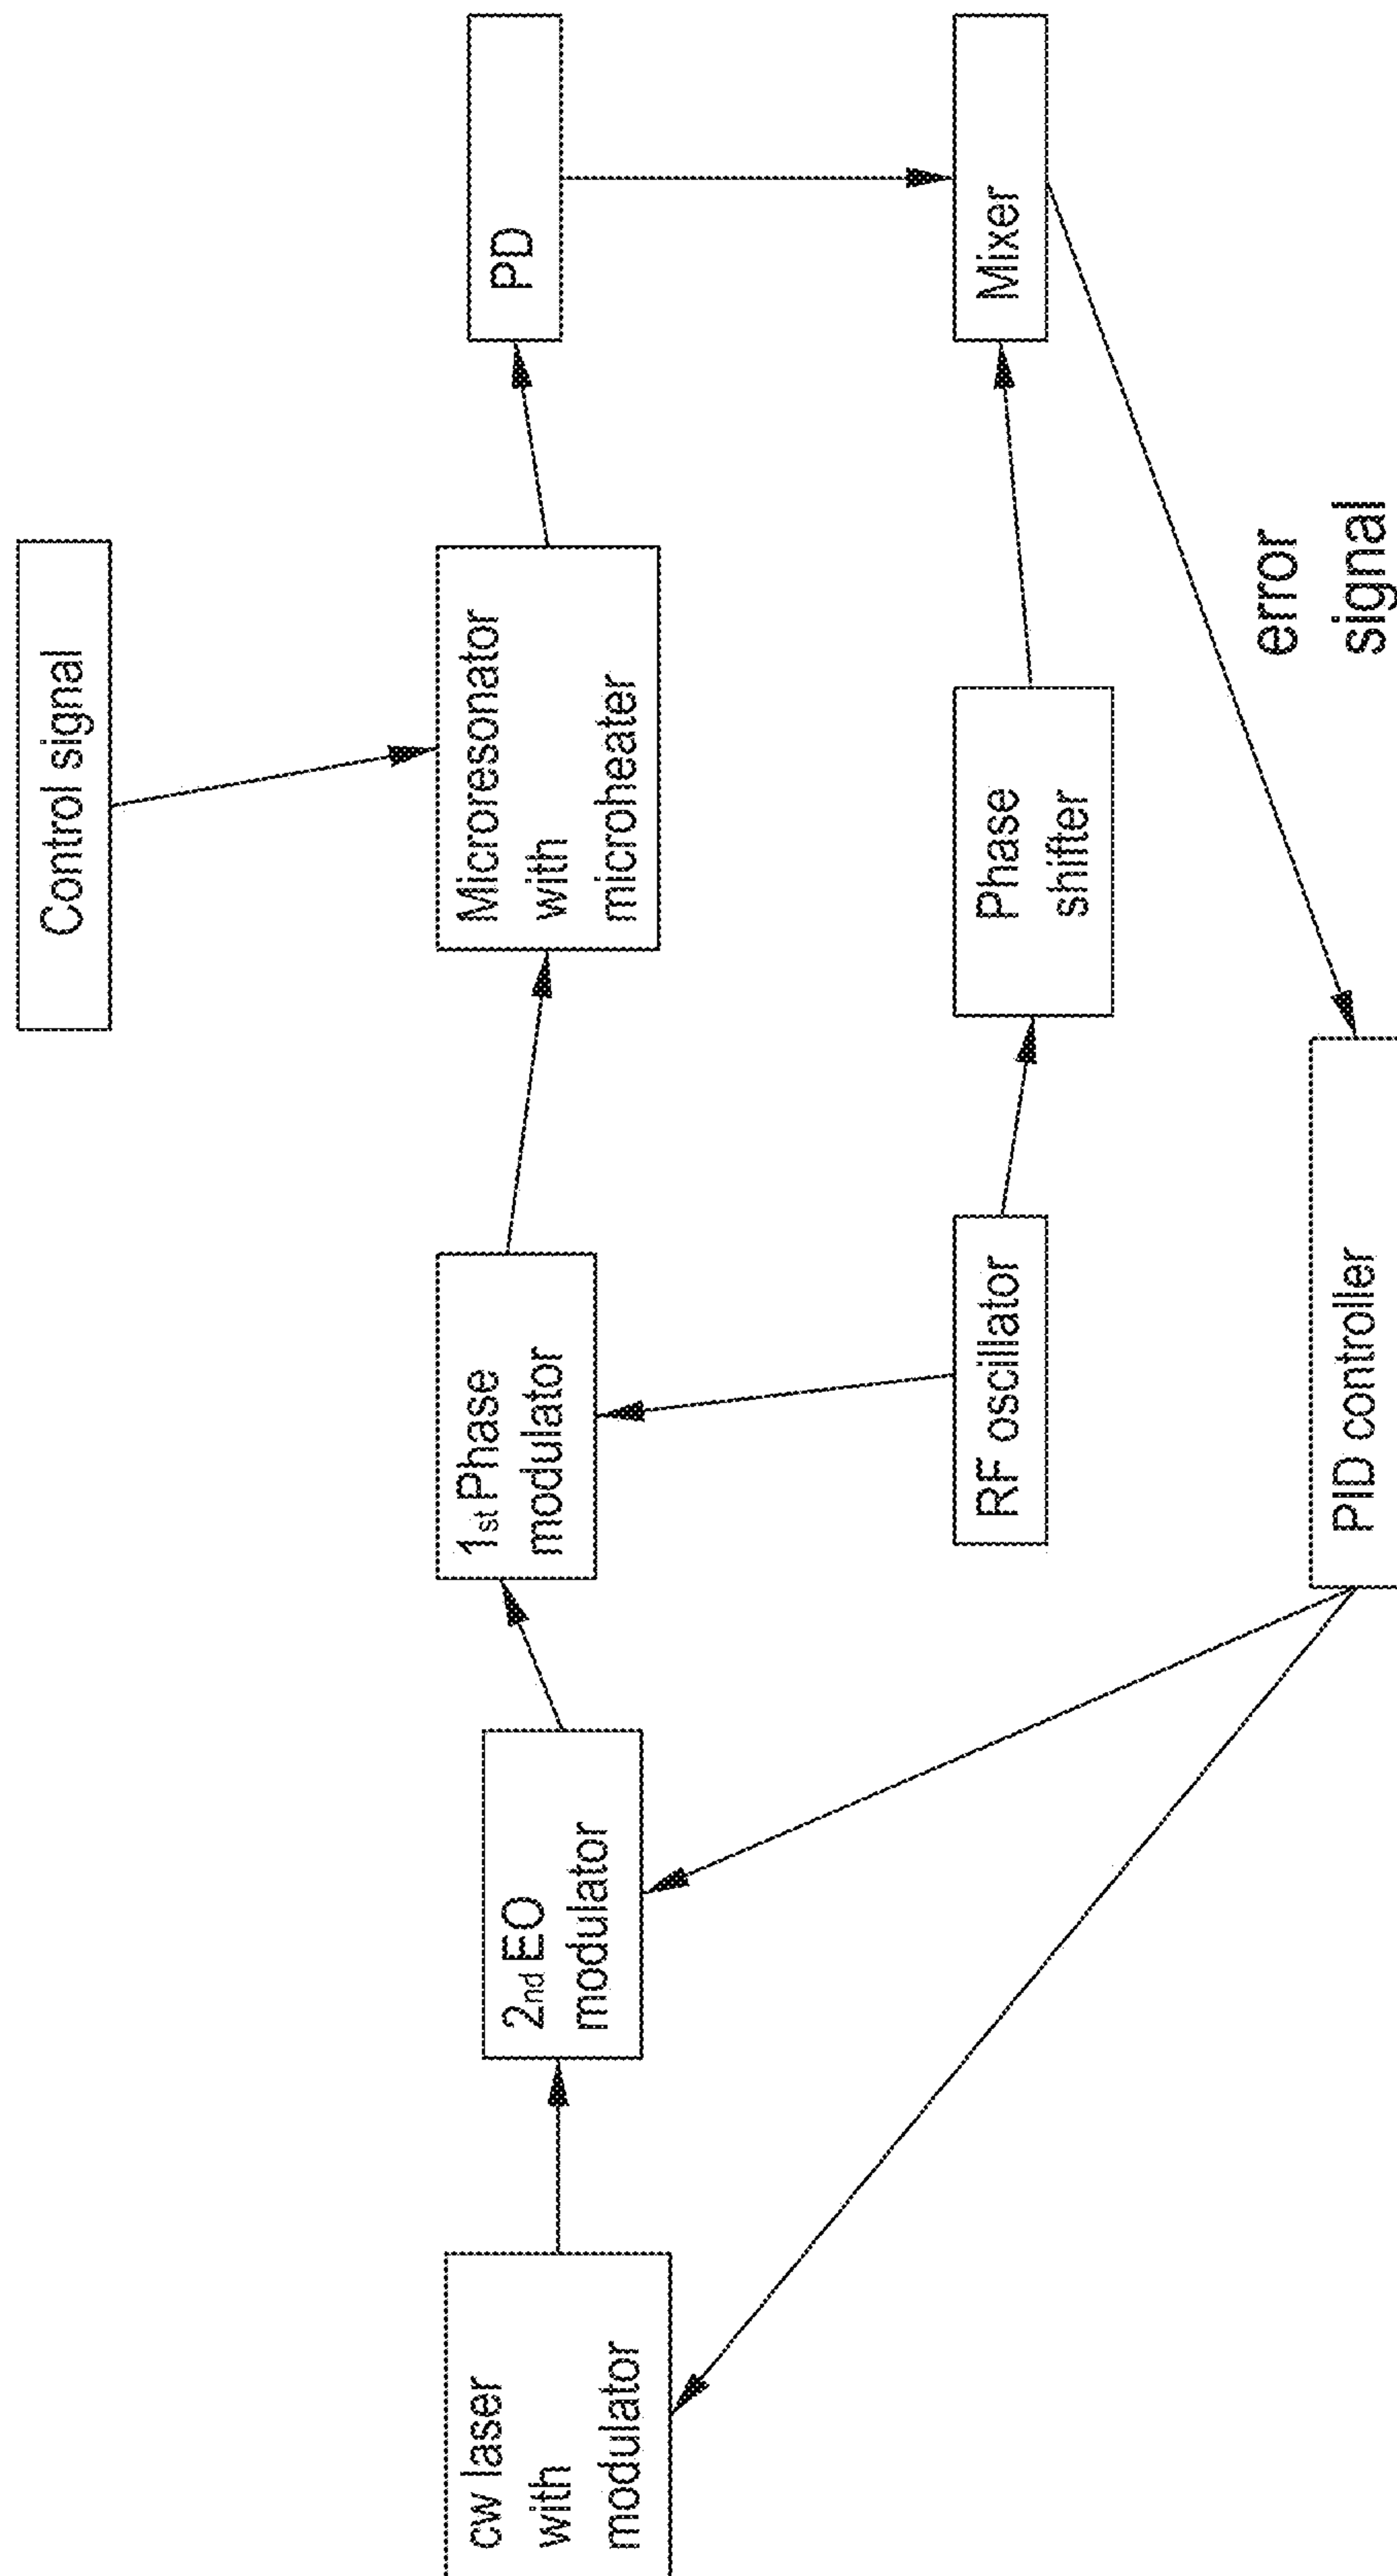 Control signal
cw laser
with
modulator
2nd EO
modulator
1st Phase
modulator
Microresonator
with
microheater
PD
RF oscillator
Phase
shifter
Mixer
PID controller
error
signal